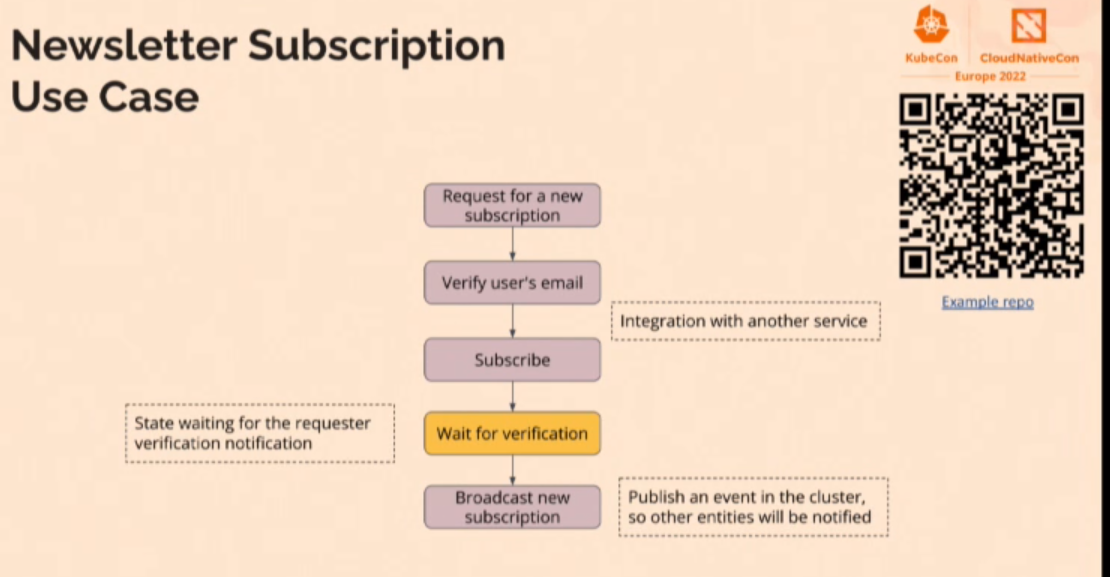 Newsletter Subscription
Use Case
KubeCon
CloudNativeCon
Europe 2022
Example repo
Request for a new
subscription
Verify user's email
Integration with another service
Subscribe
State waiting for the requester
verification notification
Wait for verification
Broadcast new
subscription
Publish an event in the cluster,
so other entities will be notified